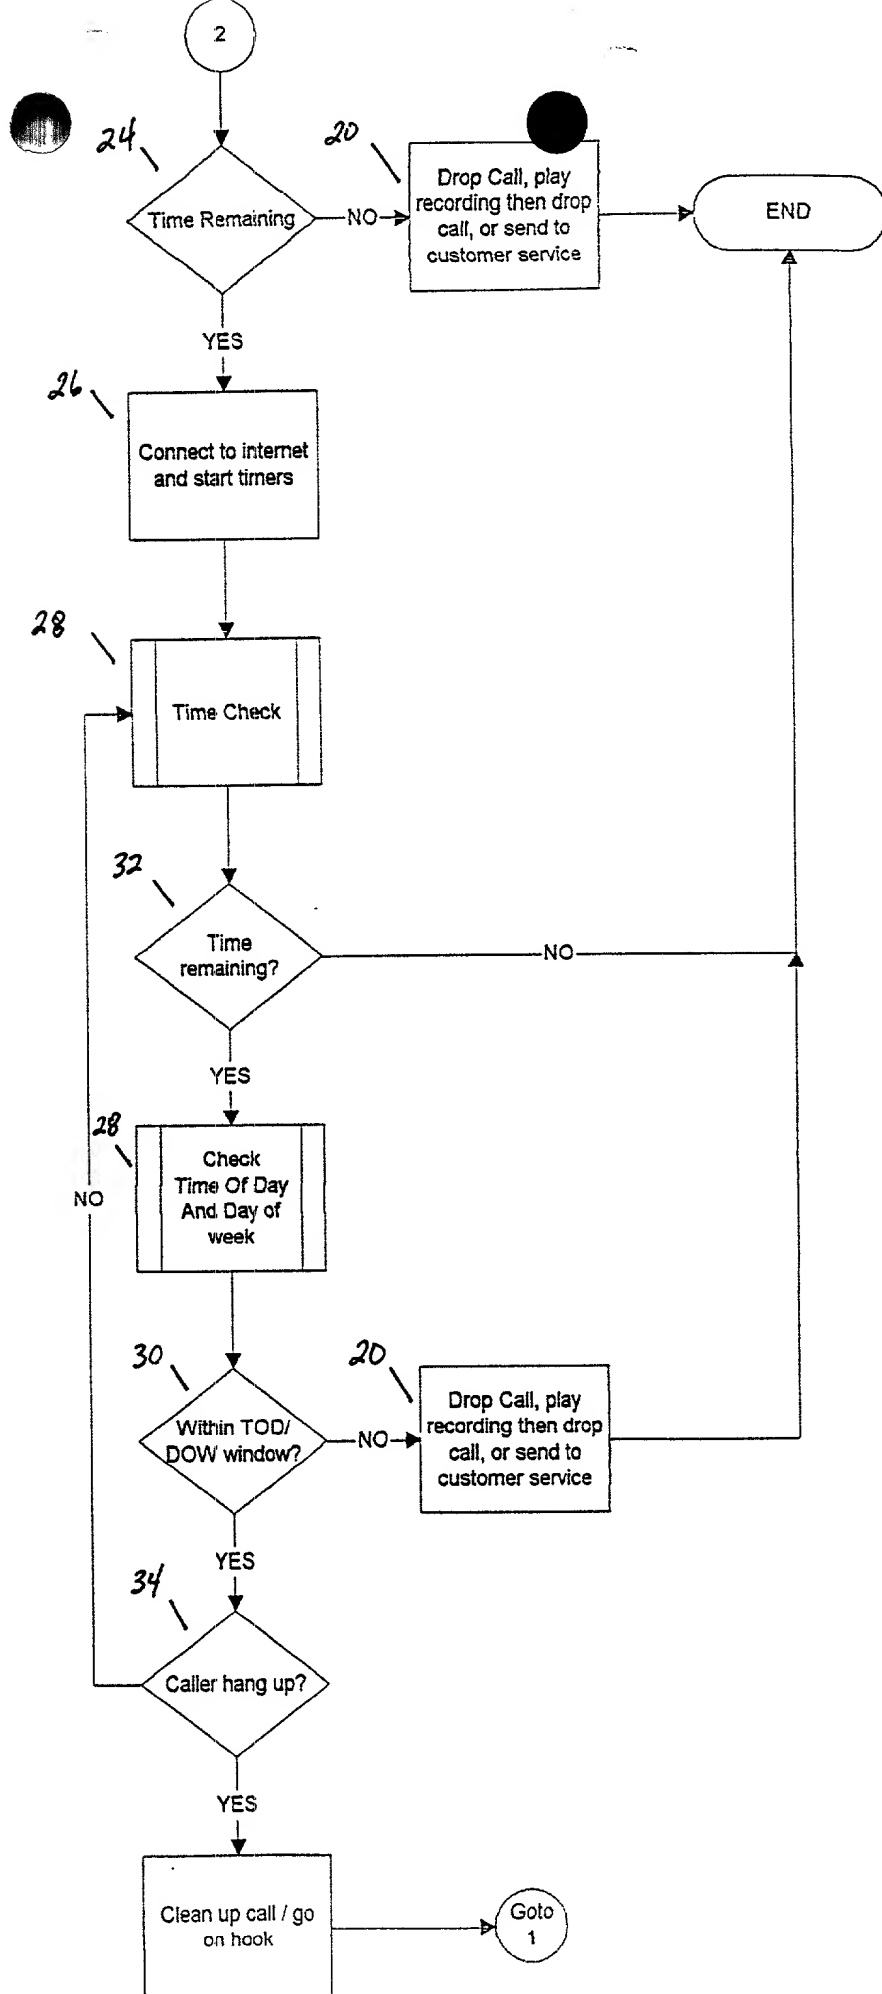 2
24
20
Time Remaining
NO
Drop Call, play
recording then drop
call, or send to
customer service
END
YES
26
Connect to internet
and start timers
28
Time Check
32
Time
remaining?
NO
YES
28
Check
Time Of Day
And Day of
week
NO
30
20
Within TOD/
DOW window?
NO
Drop Call, play
recording then drop
call, or send to
customer service
YES
34
Caller hang up?
YES
Clean up call / go
on hook
Goto
1